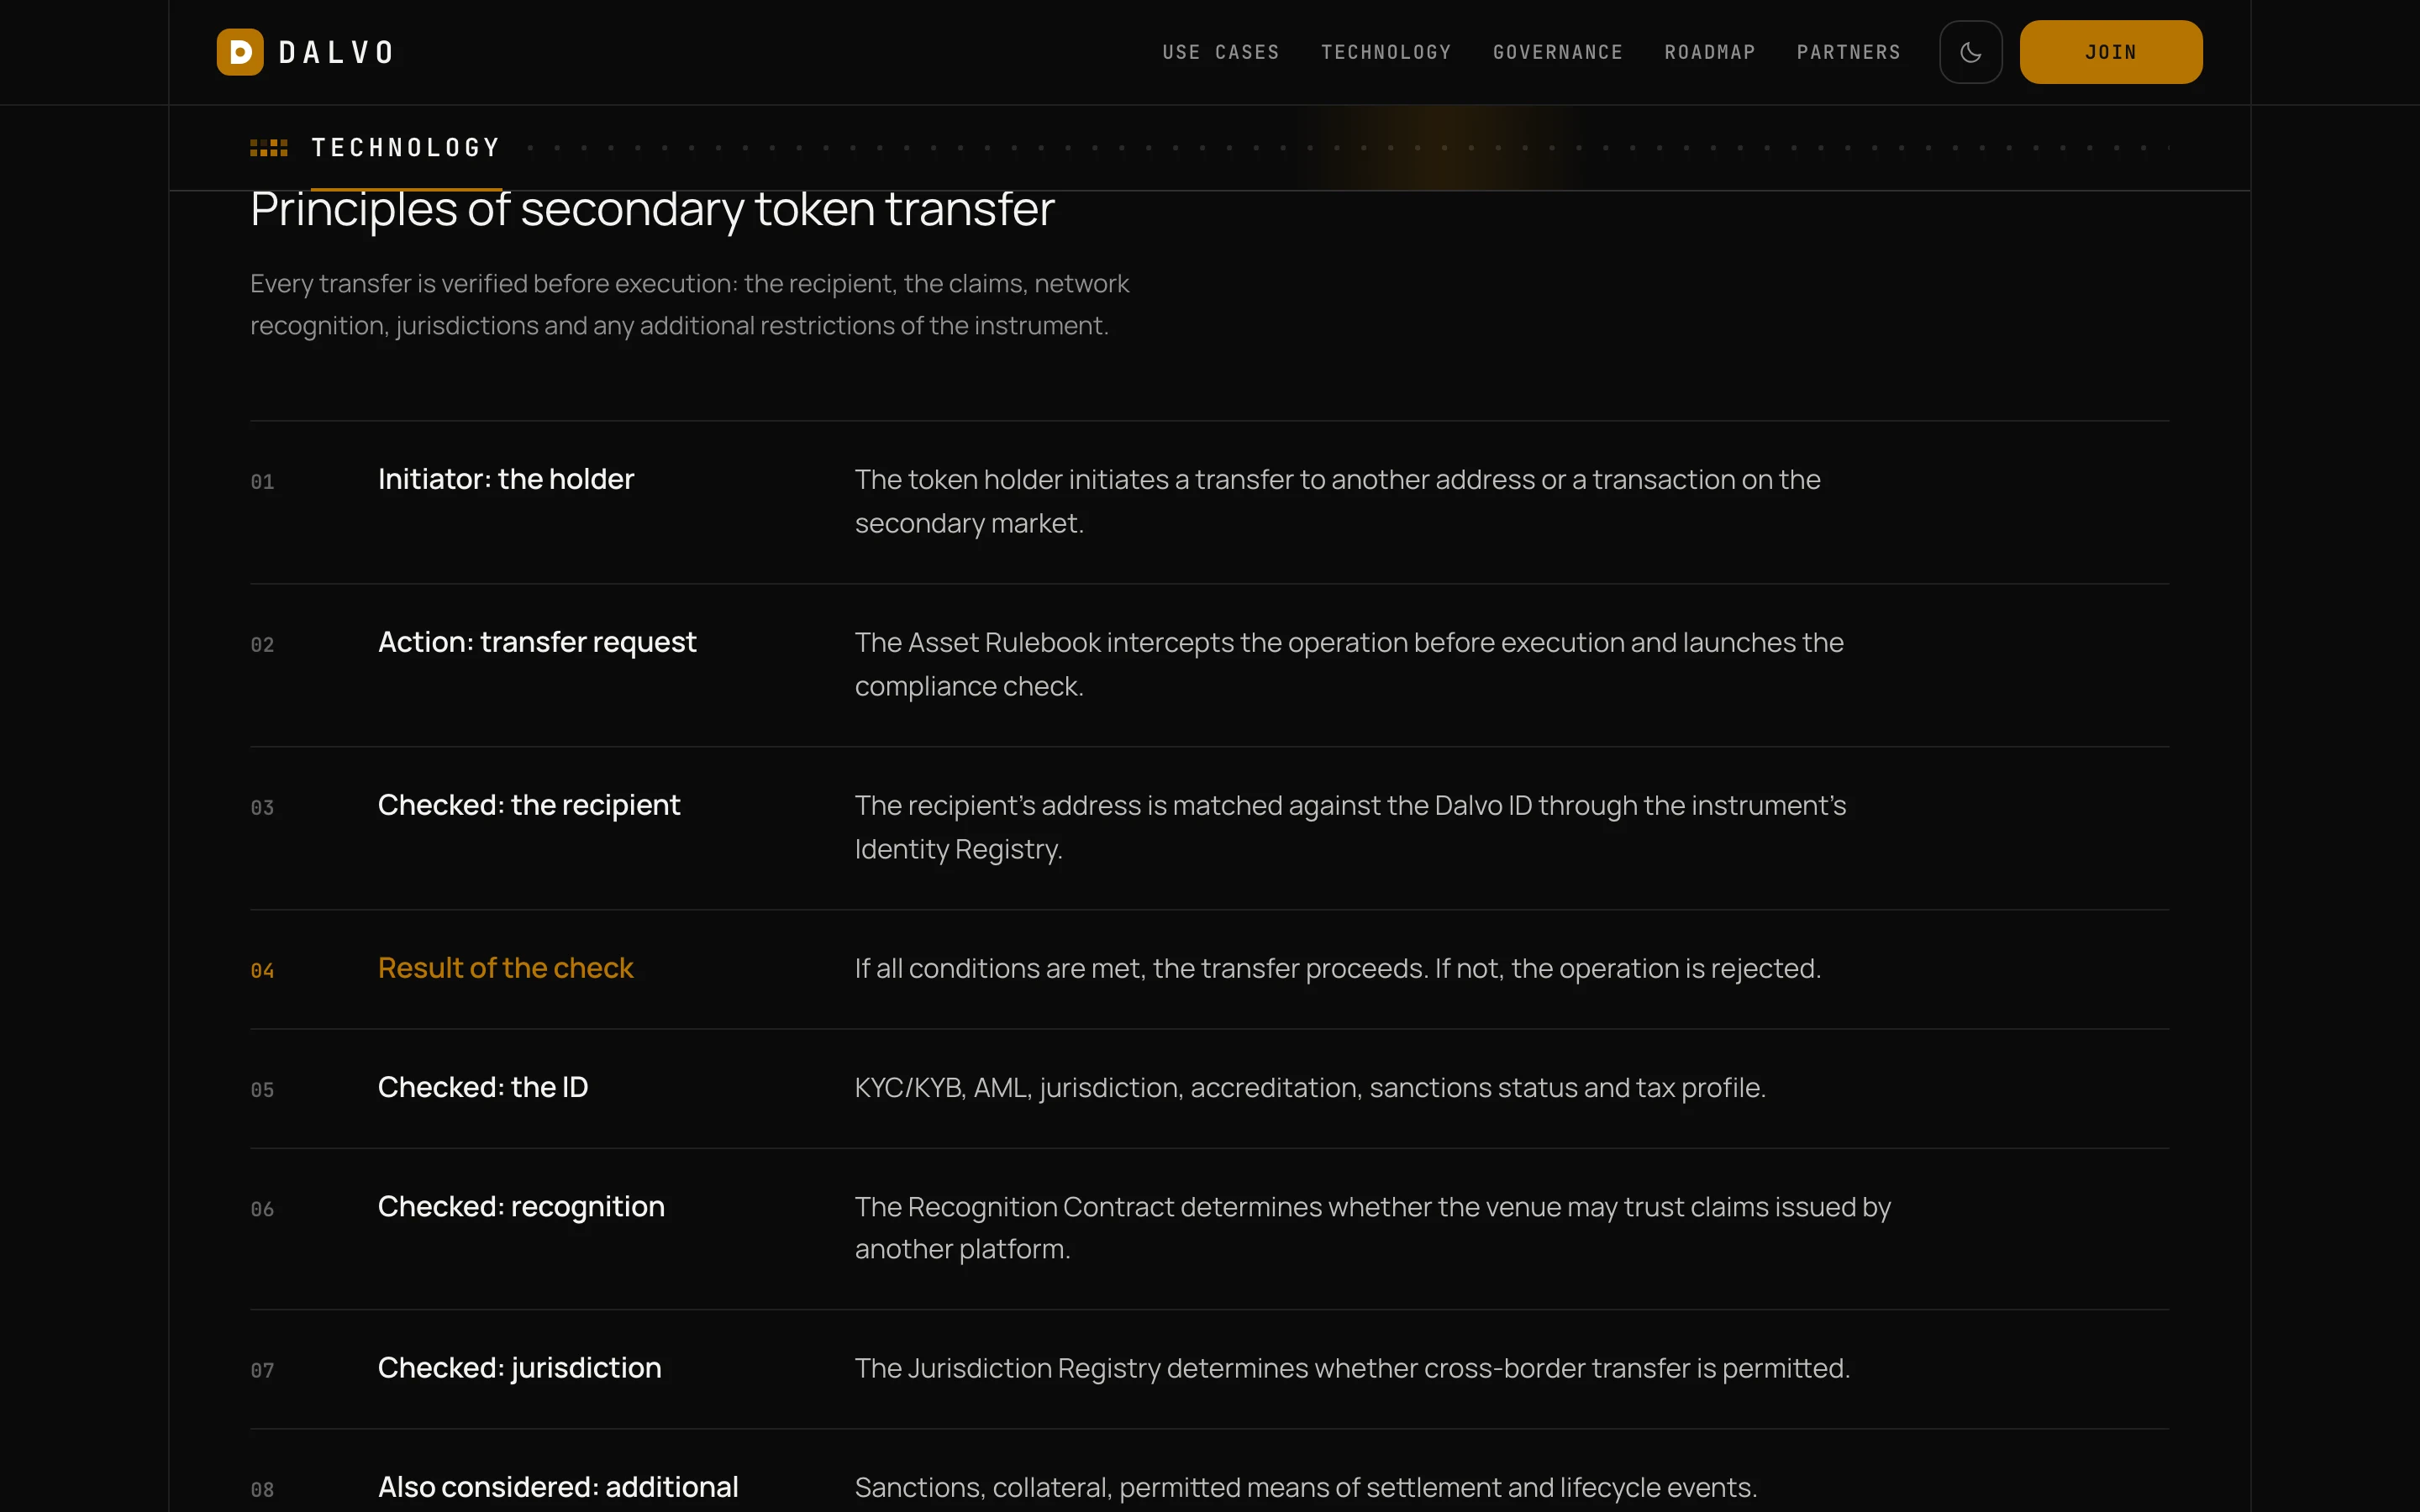 DALVO
USE CASES
TECHNOLOGY
GOVERNANCE
ROADMAP
PARTNERS
JOIN
TECHNOLOGY
Principles of secondary token transfer
Every transfer is verified before execution: the recipient, the claims, network
recognition, jurisdictions and any additional restrictions of the instrument.
01
Initiator: the holder
The token holder initiates a transfer to another address or a transaction on the
secondary market.
02
Action: transfer request
The Asset Rulebook intercepts the operation before execution and launches the
compliance check.
03
Checked: the recipient
The recipient’s address is matched against the Dalvo ID through the instrument’s
Identity Registry.
04
Result of the check
If all conditions are met, the transfer proceeds. If not, the operation is rejected.
05
Checked: the ID
KYC/KYB, AML, jurisdiction, accreditation, sanctions status and tax profile.
06
Checked: recognition
The Recognition Contract determines whether the venue may trust claims issued by
another platform.
07
Checked: jurisdiction
The Jurisdiction Registry determines whether cross-border transfer is permitted.
08
Also considered: additional
Sanctions, collateral, permitted means of settlement and lifecycle events.